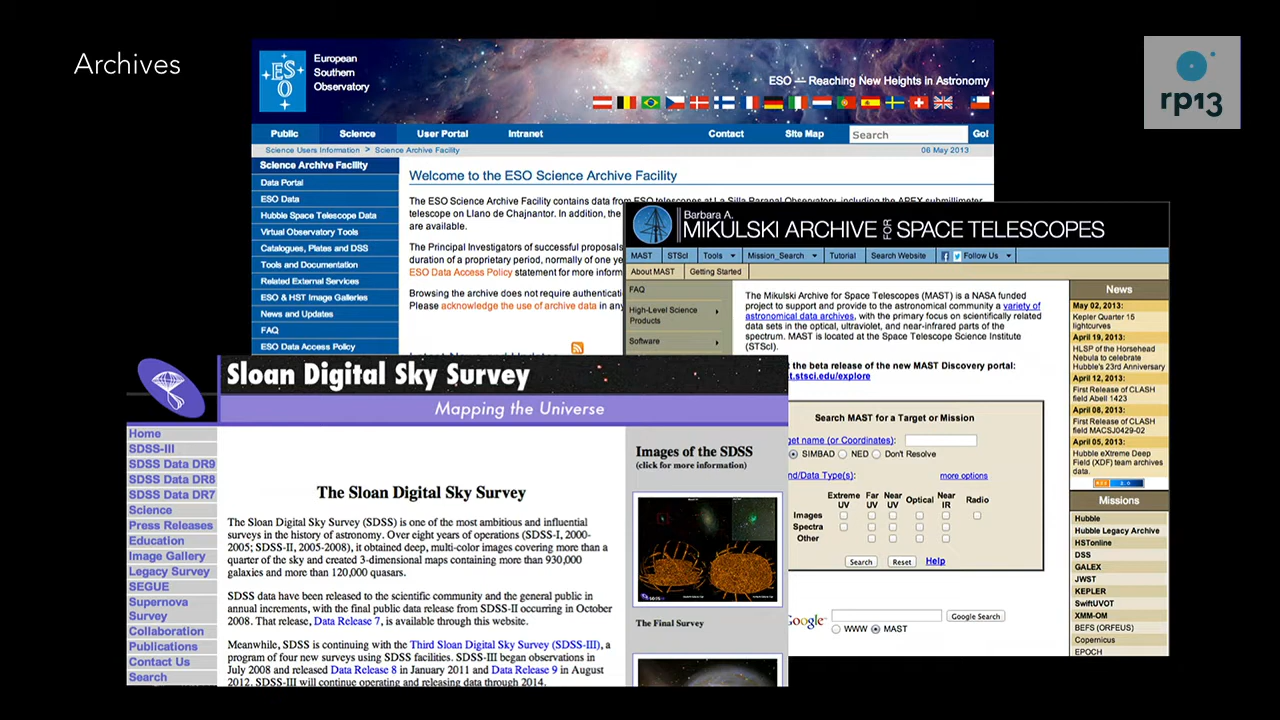 Archives
rp13
European
Southern
Observatory
ESO
ESO — Reaching New Heights in Astronomy
Public Science User Portal Intranet Contact Site Map Search Go!
Science Users Information > Science Archive Facility 06 May 2013
Science Archive Facility
Data Portal
ESO Data
Hubble Space Telescope Data
Virtual Observatory Tools
Catalogues, Plates and DSS
Tools and Documentation
Related External Services
ESO & HST Image Galleries
News and Updates
FAQ
ESO Data Access Policy
Welcome to the ESO Science Archive Facility
The ESO Science Archive Facility contains data from ESO telescopes at La Silla Paranal Observatory, including the APEX submillimeter
telescope on Llano de Chajnantor. In addition, the
are available.
The Principal Investigators of successful proposals
duration of a proprietary period, normally of one ye
ESO Data Access Policy statement for more inform
Browsing the archive does not require authenticati
Please acknowledge the use of archive data in any
Barbara A.
MIKULSKI ARCHIVE FOR SPACE TELESCOPES
MAST STScI Tools Mission_Search Tutorial Search Website Follow Us
About MAST Getting Started
FAQ
High-Level Science
Products
Software
The Mikulski Archive for Space Telescopes (MAST) is a NASA funded
project to support and provide to the astronomical community a variety of
astronomical data archives, with the primary focus on scientifically related
data sets in the optical, ultraviolet, and near-infrared parts of the
spectrum. MAST is located at the Space Telescope Science Institute
(STScI).
t the beta release of the new MAST Discovery portal:
st.stsci.edu/explore
Search MAST for a Target or Mission
get name (or Coordinates):
SIMBAD NED Don't Resolve
nd/Data Type(s): more options
Extreme UV Far UV Near UV Optical Near IR Radio
Images
Spectra
Other
Search Reset Help
Google Google Search
WWW MAST
News
May 02, 2013:
Kepler Quarter 15
lightcurves
April 19, 2013:
HLSP of the Horsehead
Nebula to celebrate
Hubble's 23rd Anniversary
April 12, 2013:
First Release of CLASH
field Abell 1423
April 08, 2013:
First Release of CLASH
field MACSJ0429-02
April 05, 2013:
Hubble eXtreme Deep
Field (XDF) team archives
data.
Missions
Hubble
Hubble Legacy Archive
HSTonline
DSS
GALEX
JWST
KEPLER
SwiftUVOT
XMM-OM
BEFS (ORFEUS)
Copernicus
EPOCH
Sloan Digital Sky Survey
Mapping the Universe
Home
SDSS-III
SDSS Data DR9
SDSS Data DR8
SDSS Data DR7
Science
Press Releases
Education
Image Gallery
Legacy Survey
SEGUE
Supernova
Survey
Collaboration
Publications
Contact Us
Search
The Sloan Digital Sky Survey
The Sloan Digital Sky Survey (SDSS) is one of the most ambitious and influential
surveys in the history of astronomy. Over eight years of operations (SDSS-I, 2000-
2005; SDSS-II, 2005-2008), it obtained deep, multi-color images covering more than a
quarter of the sky and created 3-dimensional maps containing more than 930,000
galaxies and more than 120,000 quasars.
SDSS data have been released to the scientific community and the general public in
annual increments, with the final public data release from SDSS-II occurring in October
2008. That release, Data Release 7, is available through this website.
Meanwhile, SDSS is continuing with the Third Sloan Digital Sky Survey (SDSS-III), a
program of four new surveys using SDSS facilities. SDSS-III began observations in
July 2008 and released Data Release 8 in January 2011 and Data Release 9 in August
2012. SDSS-III will continue operating and releasing data through 2014.
Images of the SDSS
(click for more information)
The Final Survey